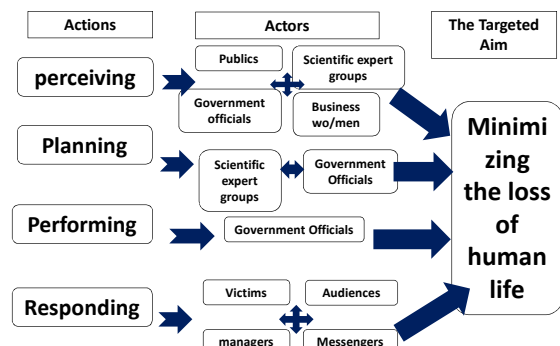 Actions
Actors
The Targeted
Aim
perceiving
Publics
Scientific expert
groups
Government
officials
Business
wo/men
Planning
Scientific
expert
groups
Government
Officials
Performing
Government Officials
Responding
Victims
Audiences
managers
Messengers
Minimi
zing
the loss
of
human
life